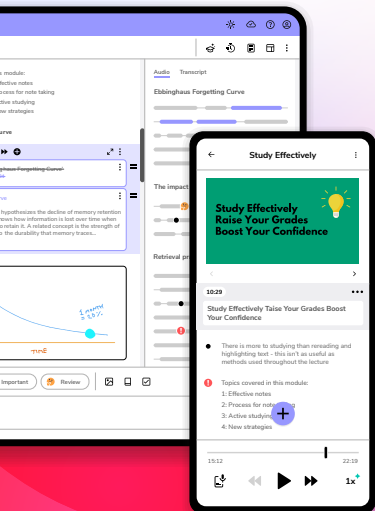 s module:
fective notes
ocess for note taking
ctive studying
ew strategies
urve
ghaus Forgetting Curve
hypothesises the decline of memory retention
nows how information is lost over time when
o retain it. A related concept is the strength of
the durability that memory traces...
1 month
TIME
Important
Review
Audio Transcript
Ebbinghaus Forgetting Curve
The impact
Retrieval pr
Study Effectively
Study Effectively
Raise Your Grades
Boost Your Confidence
10:29
Study Effectively Taise Your Grades Boost
Your Confidence
There is more to studying than rereading and
highlighting text - this isn't as useful as
methods used throughout the lecture
Topics covered in this module:
1: Effective notes
2: Process for note
3: Active studying
4: New strategies
15:12
22:19
1x